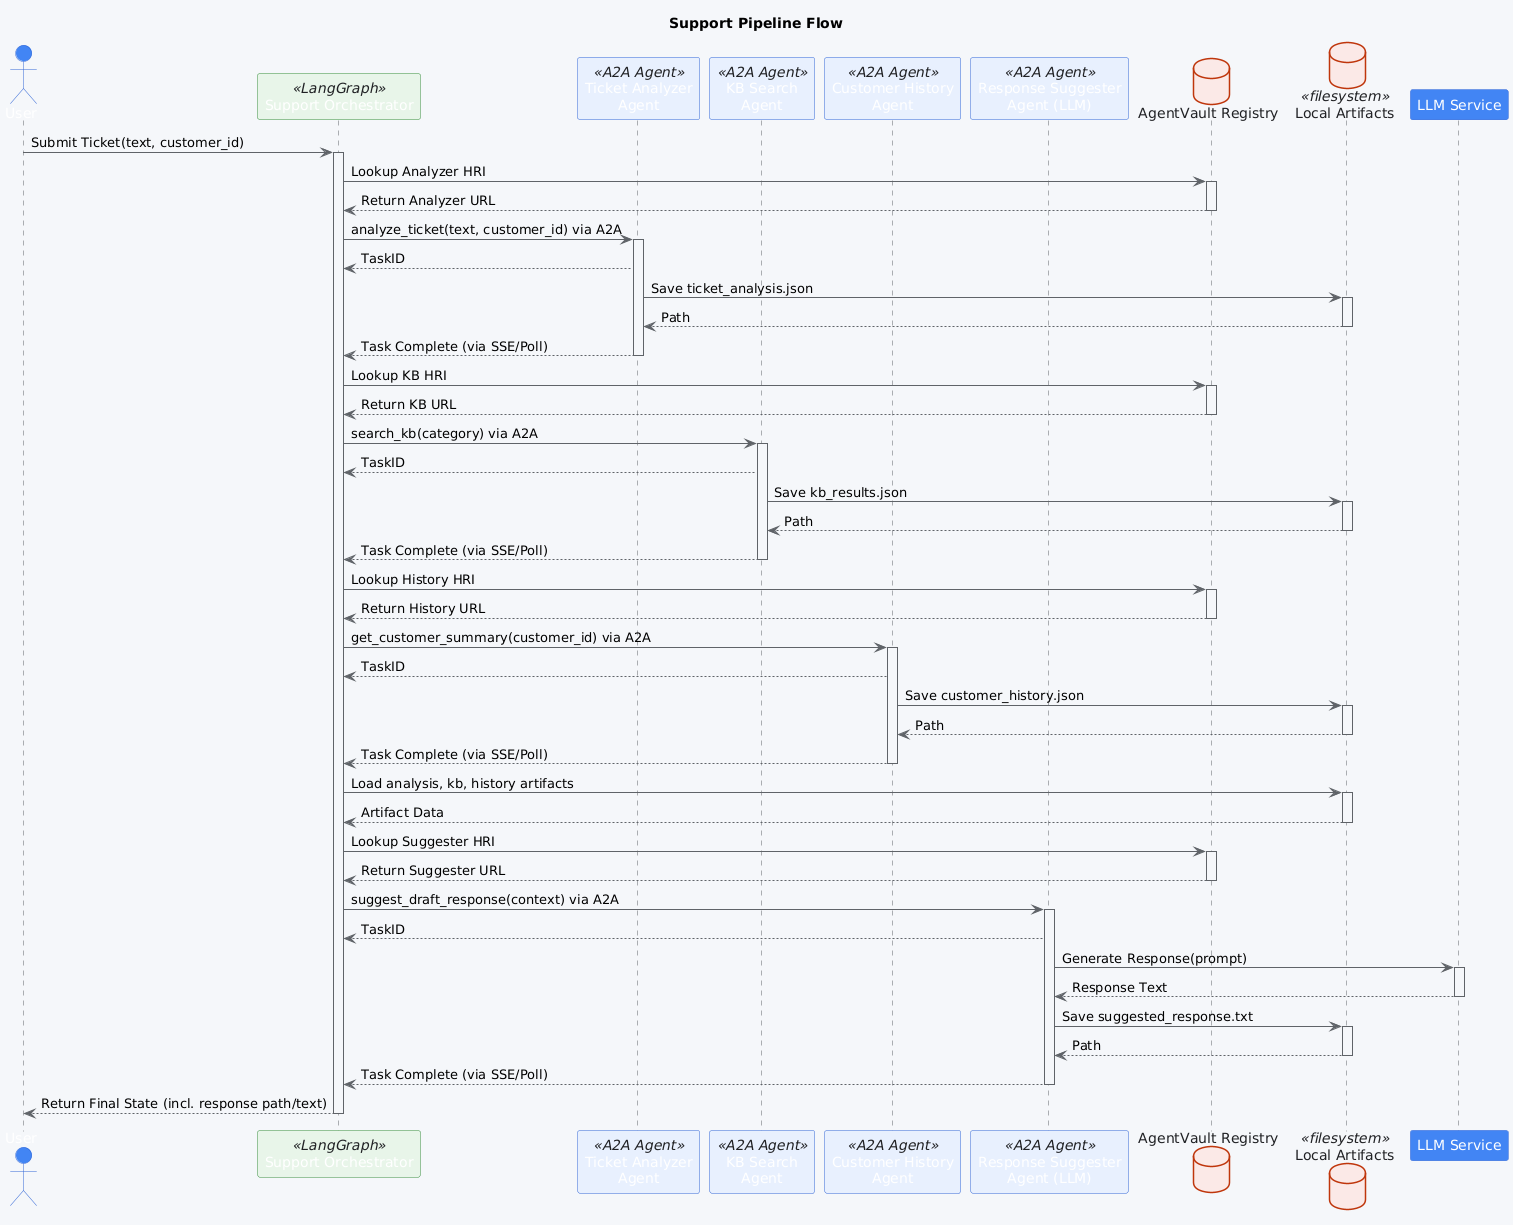 Support Pipeline Flow
User
«LangGraph»
Support Orchestrator
«A2A Agent»
Ticket Analyzer
Agent
«A2A Agent»
KB Search
Agent
«A2A Agent»
Customer History
Agent
«A2A Agent»
Response Suggester
Agent (LLM)
AgentVault Registry
«filesystem»
Local Artifacts
LLM Service
Submit Ticket(text, customer_id)
Lookup Analyzer HRI
Return Analyzer URL
analyze_ticket(text, customer_id) via A2A
TaskID
Save ticket_analysis.json
Path
Task Complete (via SSE/Poll)
Lookup KB HRI
Return KB URL
search_kb(category) via A2A
TaskID
Save kb_results.json
Path
Task Complete (via SSE/Poll)
Lookup History HRI
Return History URL
get_customer_summary(customer_id) via A2A
TaskID
Save customer_history.json
Path
Task Complete (via SSE/Poll)
Load analysis, kb, history artifacts
Artifact Data
Lookup Suggester HRI
Return Suggester URL
suggest_draft_response(context) via A2A
TaskID
Generate Response(prompt)
Response Text
Save suggested_response.txt
Path
Task Complete (via SSE/Poll)
Return Final State (incl. response path/text)
User
«LangGraph»
Support Orchestrator
«A2A Agent»
Ticket Analyzer
Agent
«A2A Agent»
KB Search
Agent
«A2A Agent»
Customer History
Agent
«A2A Agent»
Response Suggester
Agent (LLM)
AgentVault Registry
«filesystem»
Local Artifacts
LLM Service